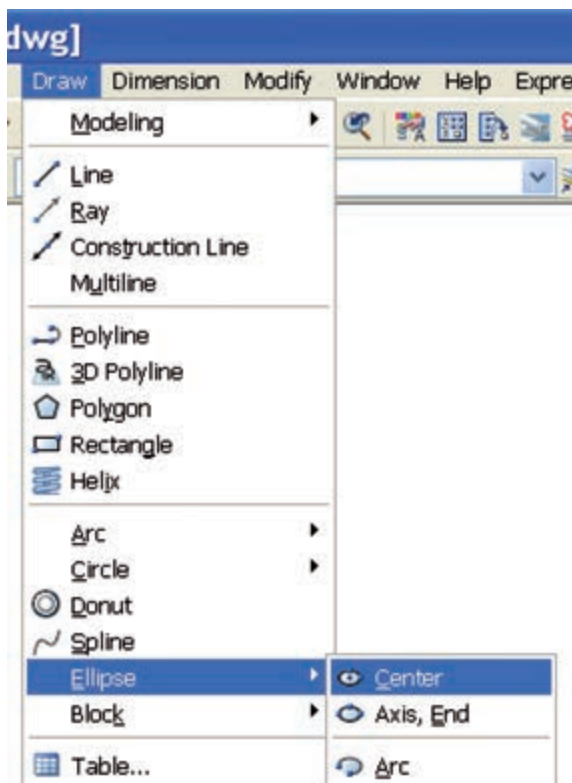 dwg]
Draw Dimension Modify Window Help Expre
Modeling
Line
Ray
Construction Line
Multiline
Polyline
3D Polyline
Polygon
Rectangle
Helix
Arc
Circle
Donut
Spline
Ellipse
Center
Block
Axis, End
Table...
Arc